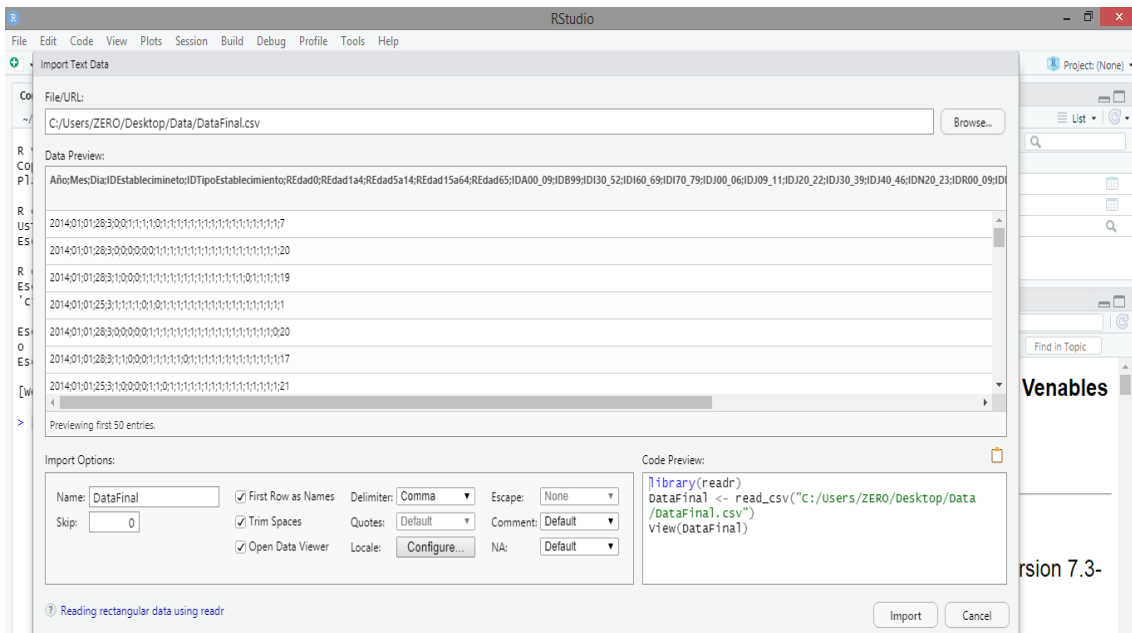 RStudio
File Edit Code View Plots Session Build Debug Profile Tools Help
Import Text Data
Project: (None)
File/URL:
C:/Users/ZERO/Desktop/Data/DataFinal.csv
Browse...
List
Data Preview:
Año;Mes;Dia;IDEstablecimineto;IDTipoEstablecimiento;REdad0;REdad1a4;REdad5a14;REdad15a64;REdad65;IDA00_09;IDB99;IDI30_52;IDI60_69;IDI70_79;IDJ00_06;IDJ09_11;IDJ20_22;IDJ30_39;IDJ40_46;IDN20_23;IDR00_09;IDI
2014;01;01;28;3;0;0;1;1;1;1;0;1;1;1;1;1;1;1;1;1;1;1;1;1;1;1;1;1;7
2014;01;01;28;3;0;0;0;0;0;0;1;1;1;1;1;1;1;1;1;1;1;1;1;1;1;1;1;1;20
2014;01;01;28;3;1;0;0;0;1;1;1;1;1;1;1;1;1;1;1;1;1;1;0;1;1;1;1;19
2014;01;01;25;3;1;1;1;1;0;1;0;1;1;1;1;1;1;1;1;1;1;1;1;1;1;1;1;1
2014;01;01;28;3;0;0;0;0;0;1;1;1;1;1;1;1;1;1;1;1;1;1;1;1;1;1;1;0;20
2014;01;01;28;3;1;1;0;0;0;1;1;1;1;1;0;1;1;1;1;1;1;1;1;1;1;1;1;1;17
2014;01;01;25;3;1;0;0;0;0;1;1;0;1;1;1;1;1;1;1;1;1;1;1;1;1;1;1;1;21
Find in Topic
Venables
Previewing first 50 entries.
>
Import Options:
Name: DataFinal
Skip: 0
First Row as Names
Trim Spaces
Open Data Viewer
Delimiter: Comma
Quotes: Default
Locale: Configure...
Escape: None
Comment: Default
NA: Default
Code Preview:
library(readr)
DataFinal <- read_csv("C:/Users/ZERO/Desktop/Data
/DataFinal.csv")
View(DataFinal)
rsion 7.3-
Reading rectangular data using readr
Import Cancel